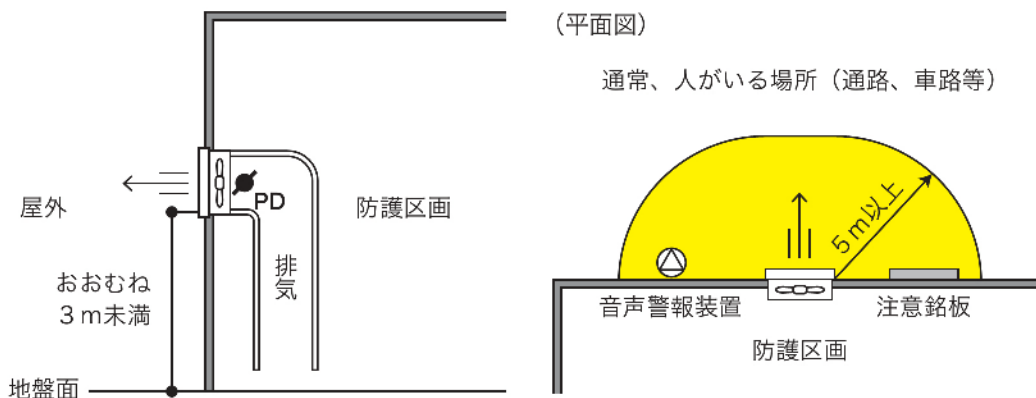 屋外
PD
防護区画
排気
おおむね
3m未満
地盤面
（平面図）
通常、人がいる場所（通路、車路等）
5m以上
音声警報装置
注意銘板
防護区画